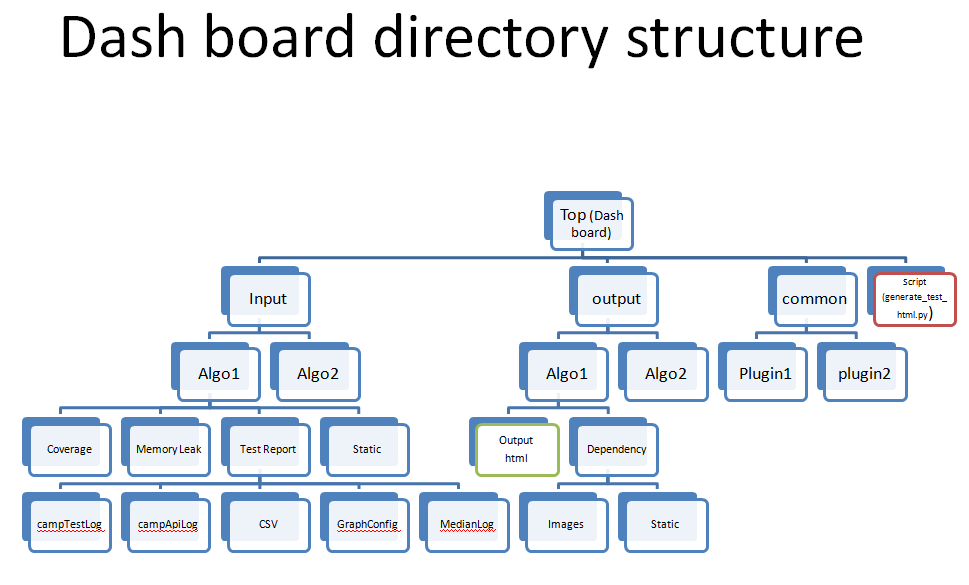 Dash board directory structure
Top (Dash
board)
Input
output
common
Script
(generate_test_
html.py)
Algo1
Algo2
Algo1
Algo2
Plugin1
plugin2
Coverage
Memory Leak
Test Report
Static
Output
html
Dependency
campTestLog
campApiLog
CSV
GraphConfig
MedianLog
Images
Static